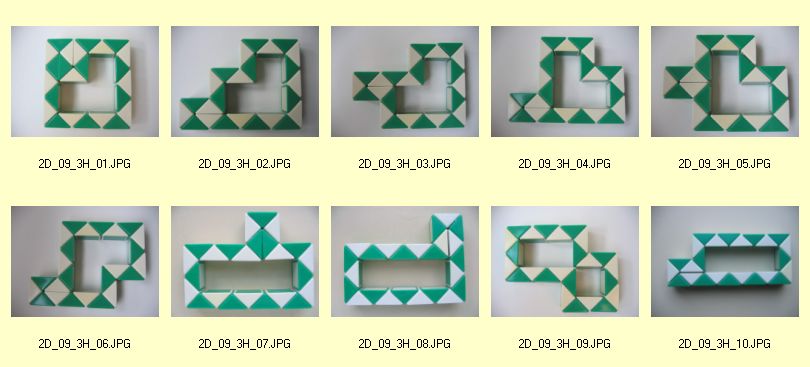 2D_09_3H_01.JPG
2D_09_3H_02.JPG
2D_09_3H_03.JPG
2D_09_3H_04.JPG
2D_09_3H_05.JPG
2D_09_3H_06.JPG
2D_09_3H_07.JPG
2D_09_3H_08.JPG
2D_09_3H_09.JPG
2D_09_3H_10.JPG